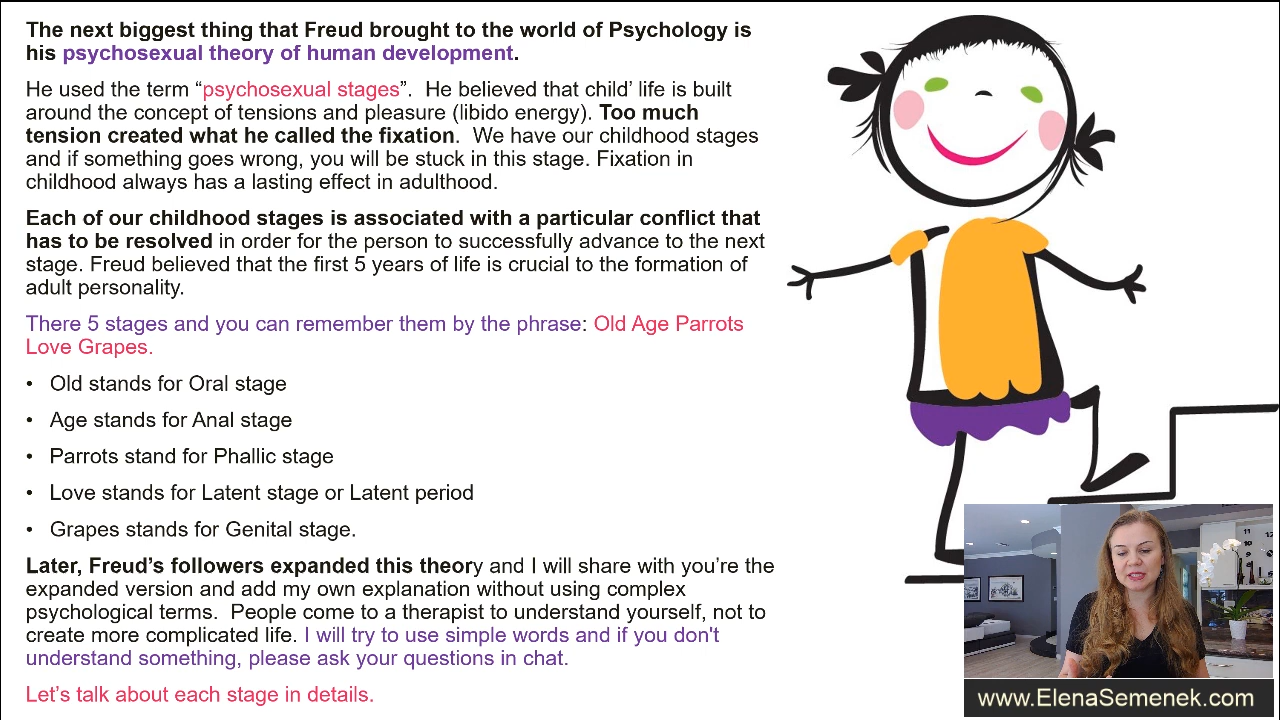 The next biggest thing that Freud brought to the world of Psychology is
his psychosexual theory of human development.
He used the term “psychosexual stages”.  He believed that child’ life is built
around the concept of tensions and pleasure (libido energy). Too much
tension created what he called the fixation.  We have our childhood stages
and if something goes wrong, you will be stuck in this stage. Fixation in
childhood always has a lasting effect in adulthood.
Each of our childhood stages is associated with a particular conflict that
has to be resolved in order for the person to successfully advance to the next
stage. Freud believed that the first 5 years of life is crucial to the formation of
adult personality.
There 5 stages and you can remember them by the phrase: Old Age Parrots
Love Grapes.
• Old stands for Oral stage
• Age stands for Anal stage
• Parrots stand for Phallic stage
• Love stands for Latent stage or Latent period
• Grapes stands for Genital stage.
Later, Freud’s followers expanded this theory and I will share with you’re the
expanded version and add my own explanation without using complex
psychological terms.  People come to a therapist to understand yourself, not to
create more complicated life. I will try to use simple words and if you don't
understand something, please ask your questions in chat.
Let’s talk about each stage in details.
www.ElenaSemenek.com